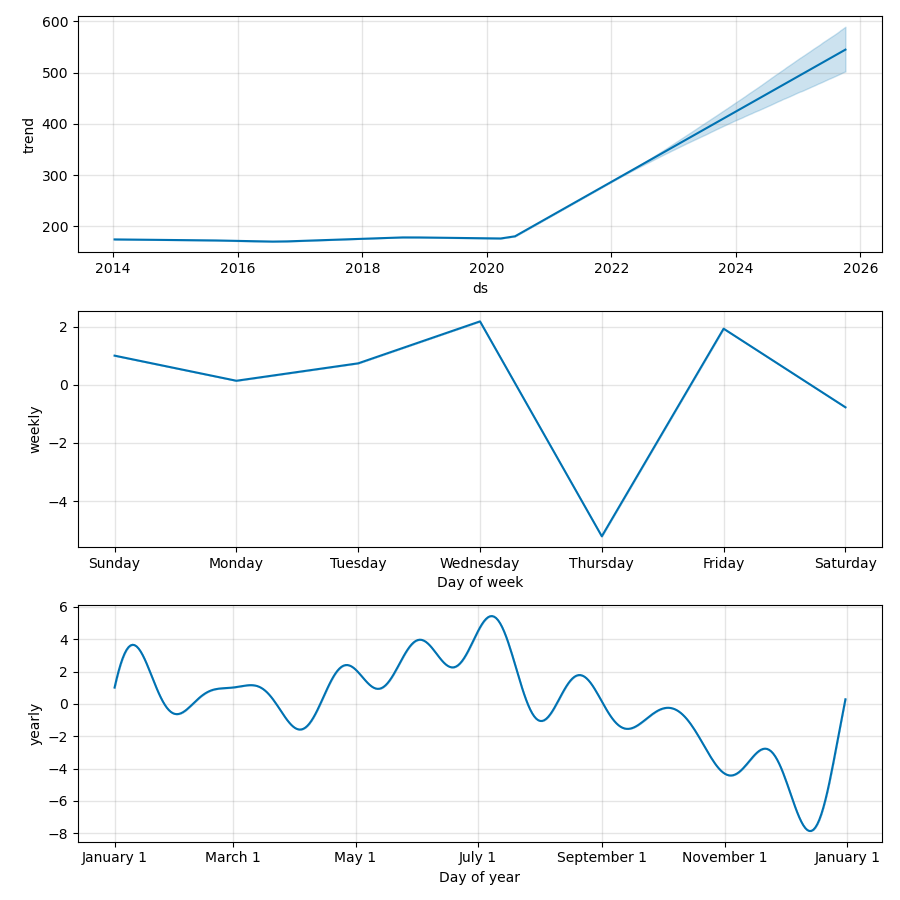 600
500
400
300
200
trend
2014 2016 2018 2020 2022 2024 2026
ds
2
0
−2
−4
weekly
Sunday Monday Tuesday Wednesday Thursday Friday Saturday
Day of week
6
4
2
0
−2
−4
−6
−8
yearly
January 1 March 1 May 1 July 1 September 1 November 1 January 1
Day of year